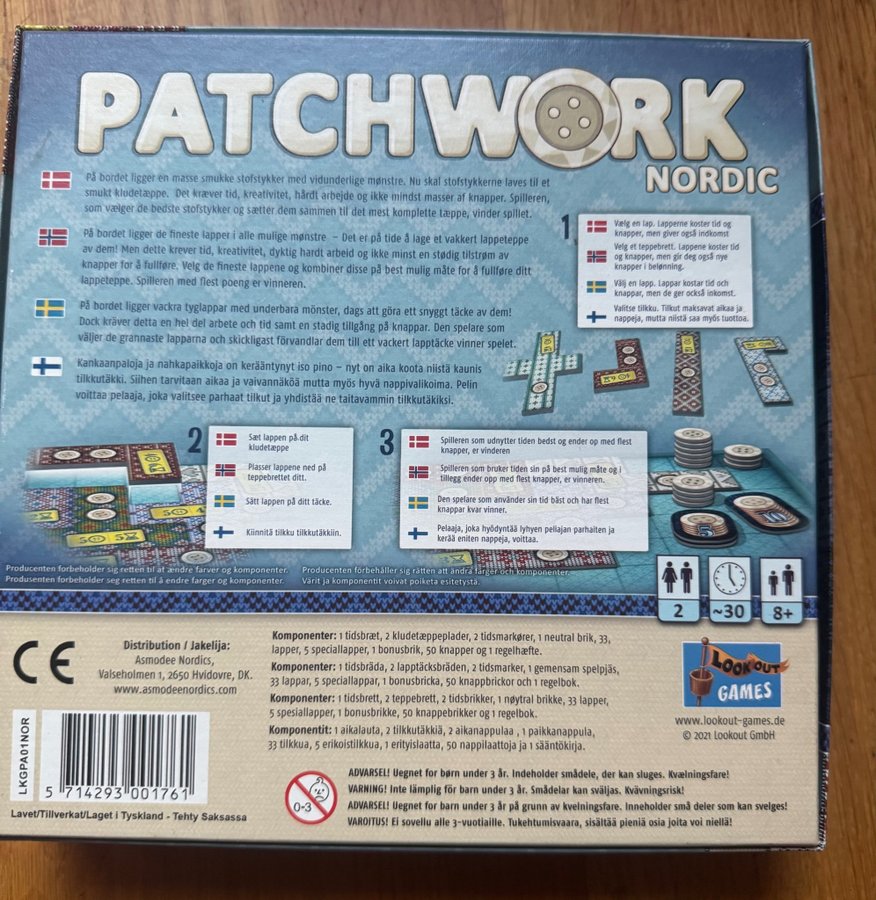 PATCHWORK
NORDIC
På bordet ligger en masse smukke stofstykker med vidunderlige mønstre. Nu skal stofstykkerne laves til et
smukt kludetæppe. Det kræver tid, kreativitet, hårdt arbejde og ikke mindst masser af knapper. Spilleren,
som vælger de bedste stofstykker og sætter dem sammen til det mest komplette tæppe, vinder spillet.
På bordet ligger de fineste lapper i alle mulige mønstre – Det er på tide å lage et vakkert lappeteppe
av dem! Men dette krever tid, kreativitet, dyktig hardt arbeid og ikke minst en stødig tilstrøm av
knapper for å fullføre. Velg de fineste lappene og kombiner disse på best mulig måte for å fullføre ditt
lappeteppe. Spilleren med flest poeng er vinneren.
På bordet ligger vackra tyglappar med underbara mönster, dags att göra ett snyggt täcke av dem!
Dock kräver detta en hel del arbete och tid samt en stadig tillgång på knappar. Den spelare som
väljer de grannaste lapparna och skickligast förvandlar dem till ett vackert lapptäcke vinner spelet.
Kankaanpaloja ja nahkapaikkoja on kerääntynyt iso pino – nyt on aika koota niistä kaunis
tilkkutäkki. Siihen tarvitaan aikaa ja vaivannäköä mutta myös hyvä nappivalikoima. Pelin
voittaa pelaaja, joka valitsee parhaat tilkut ja yhdistää ne taitavammin tilkkutäkiksi.
1
Vælg en lap. Lapperne koster tid og
knapper, men giver også indkomst
Velg et teppebrett. Lappene koster tid
og knapper, men gir deg også nye
knapper i belønning.
Välj en lapp. Lappar kostar tid och
knappar, men de ger också inkomst.
Valitse tilkku. Tilkut maksavat aikaa ja
nappeja, mutta niistä saa myös tuottoa.
2
Sæt lappen på dit
kludetæppe
Plasser lappene ned på
teppebrettet ditt.
Sätt lappen på ditt täcke.
Kiinnitä tilkku tilkkutäkkiin.
3
Spilleren som udnytter tiden bedst og ender op med flest
knapper, er vinderen
Spilleren som bruker tiden sin på best mulig måte og i
tillegg ender opp med flest knapper, er vinneren.
Den spelare som använder sin tid bäst och har flest
knappar kvar vinner.
Pelaaja, joka hyödyntää lyhyen peliajan parhaiten ja
kerää eniten nappeja, voittaa.
5
10
Producenten forbeholder sig retten til at ændre farver og komponenter.
Produsenten forbeholder seg retten til å endre farger og komponenter.
Producenten förbehåller sig rätten att ändra färger och komponenter.
Värit ja komponentit voivat poiketa esitetystä.
2
~30
8+
CE
Distribution / Jakelija:
Asmodee Nordics,
Valseholmen 1, 2650 Hvidovre, DK.
www.asmodeenordics.com
Komponenter: 1 tidsbræt, 2 kludetæppeplader, 2 tidsmarkører, 1 neutral brik, 33,
lapper, 5 speciallapper, 1 bonusbrik, 50 knapper og 1 regelhæfte.
Komponenter: 1 tidsbräda, 2 lapptäcksbräden, 2 tidsmarker, 1 gemensam spelpjäs,
33 lappar, 5 speciallappar, 1 bonusbricka, 50 knappbrickor och 1 regelbok.
Komponenter: 1 tidsbrett, 2 teppebrett, 2 tidsbrikker, 1 nøytral brikke, 33 lapper,
5 spesiallapper, 1 bonusbrikke, 50 knappebrikker og 1 regelbok.
Komponentit: 1 aikalauta, 2 tilkkutäkkiä, 2 aikanappulaa , 1 paikkanappula,
33 tilkkua, 5 erikoistilkkua, 1 erityislaatta, 50 nappilaattoja ja 1 sääntökirja.
LOOKOUT
GAMES
www.lookout-games.de
© 2021 Lookout GmbH
LKGPA01NOR
5 714293 001761
Lavet/Tillverkat/Laget i Tyskland - Tehty Saksassa
0-3
ADVARSEL! Uegnet for børn under 3 år. Indeholder smådele, der kan sluges. Kvælningsfare!
VARNING! Inte lämplig för barn under 3 år. Smådelar kan sväljas. Kvävningsrisk!
ADVARSEL! Uegnet for barn under 3 år på grunn av kvelningsfare. Inneholder små deler som kan svelges!
VAROITUS! Ei sovellu alle 3-vuotiaille. Tukehtumisvaara, sisältää pieniä osia joita voi niellä!